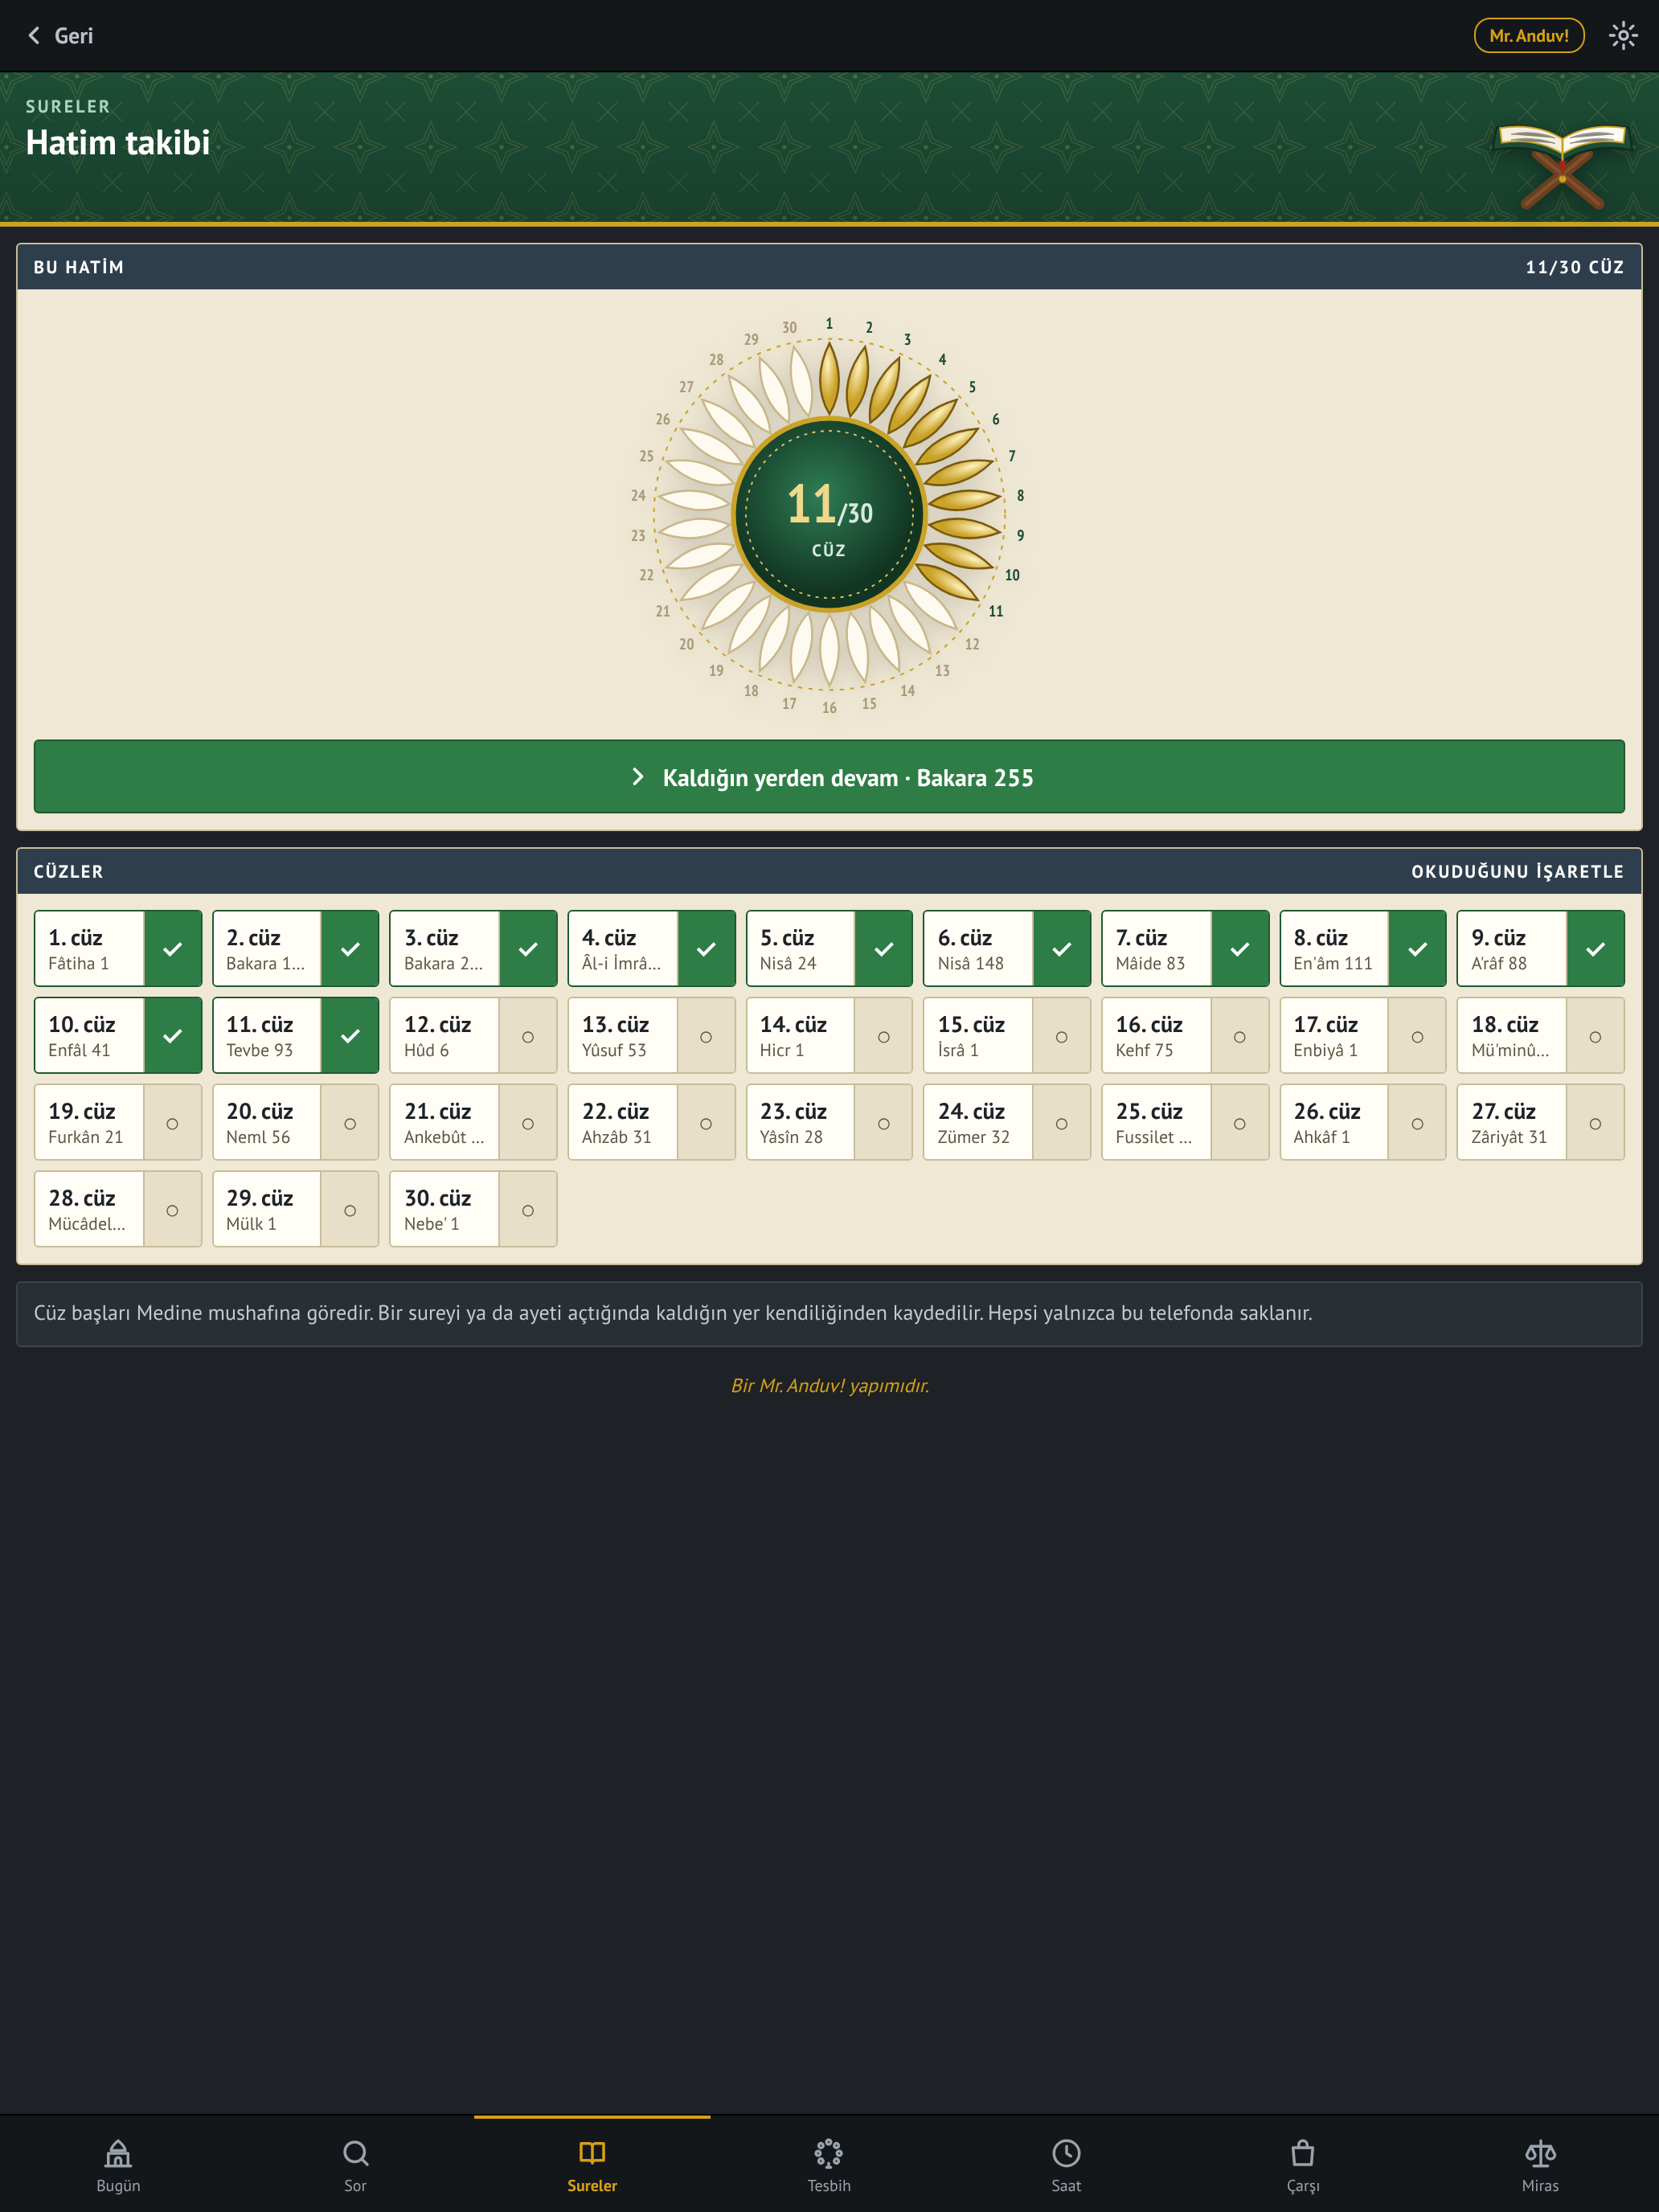 Geri
Mr. Anduv!
SURELER
Hatim takibi
BU HATİM
11/30 CÜZ
1
2
3
4
5
6
7
8
9
10
11
12
13
14
15
16
17
18
19
20
21
22
23
24
25
26
27
28
29
30
11/30
CÜZ
Kaldığın yerden devam · Bakara 255
CÜZLER
OKUDUĞUNU İŞARETLE
1. cüz
Fâtiha 1
2. cüz
Bakara 1...
3. cüz
Bakara 2...
4. cüz
Âl-i İmrâ...
5. cüz
Nisâ 24
6. cüz
Nisâ 148
7. cüz
Mâide 83
8. cüz
En'âm 111
9. cüz
A'râf 88
10. cüz
Enfâl 41
11. cüz
Tevbe 93
12. cüz
Hûd 6
13. cüz
Yûsuf 53
14. cüz
Hicr 1
15. cüz
İsrâ 1
16. cüz
Kehf 75
17. cüz
Enbiyâ 1
18. cüz
Mü'minû...
19. cüz
Furkân 21
20. cüz
Neml 56
21. cüz
Ankebût ...
22. cüz
Ahzâb 31
23. cüz
Yâsîn 28
24. cüz
Zümer 32
25. cüz
Fussilet ...
26. cüz
Ahkâf 1
27. cüz
Zâriyât 31
28. cüz
Mücâdel...
29. cüz
Mülk 1
30. cüz
Nebe' 1
Cüz başları Medine mushafına göredir. Bir sureyi ya da ayeti açtığında kaldığın yer kendiliğinden kaydedilir. Hepsi yalnızca bu telefonda saklanır.
Bir Mr. Anduv! yapımıdır.
Bugün
Sor
Sureler
Tesbih
Saat
Çarşı
Miras